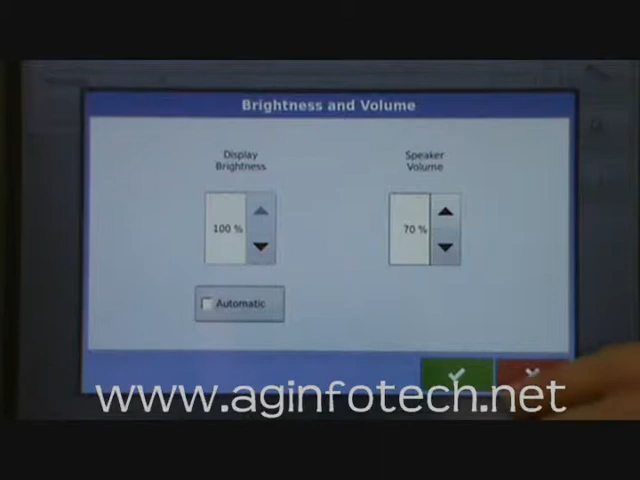 Brightness and Volume
Display
Brightness
Speaker
Volume
100 %
70 %
Automatic
www.aginfotech.net